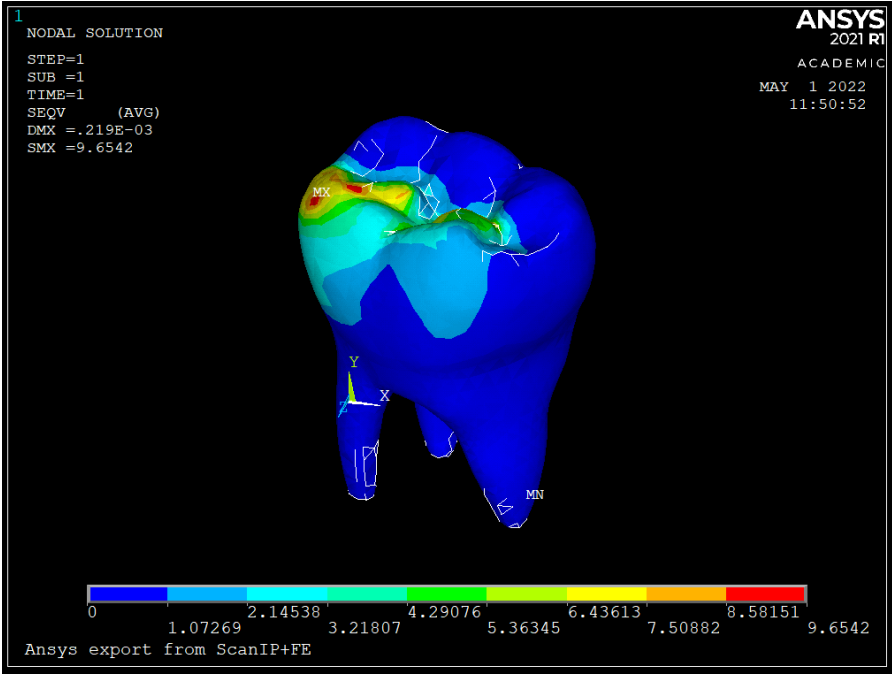 1
NODAL SOLUTION
STEP=1
SUB =1
TIME=1
SEQV (AVG)
DMX =.219E-03
SMX =9.6542
ANSYS
2021 R1
ACADEMIC
MAY 1 2022
11:50:52
MX
Y
X
Z
MN
0 2.14538 4.29076 6.43613 8.58151
1.07269 3.21807 5.36345 7.50882 9.6542
Ansys export from ScanIP+FE